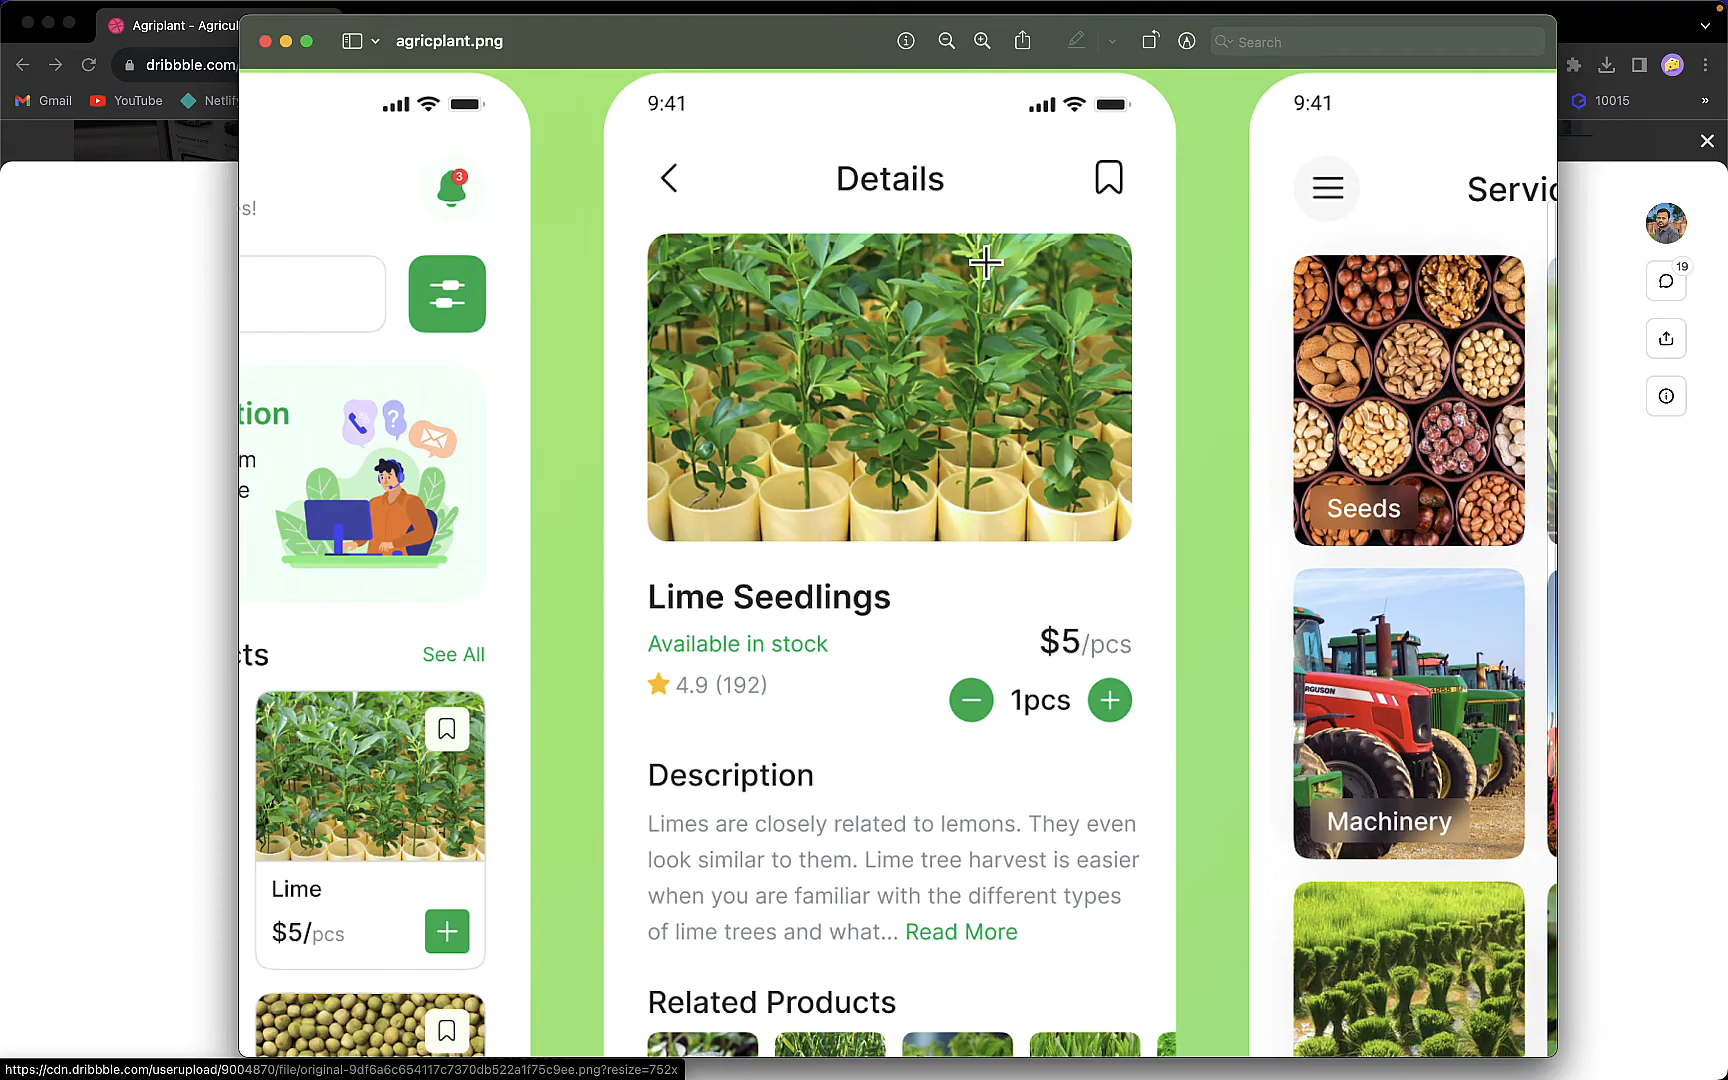 Agriplant - Agricul
agricplant.png
Search
dribbble.com
Gmail
YouTube
Netlify
10015
9:41
9:41
3
Details
Servic
s!
19
tion
m
e
Seeds
Lime Seedlings
Available in stock
$5/pcs
4.9 (192)
1pcs
cts
See All
FERGUSON
Machinery
Description
Limes are closely related to lemons. They even
look similar to them. Lime tree harvest is easier
when you are familiar with the different types
of lime trees and what... Read More
Lime
$5/pcs
Related Products
https://cdn.dribbble.com/userupload/9004870/file/original-9df6a6c654117c7370db522a1f75c9ee.png?resize=752x